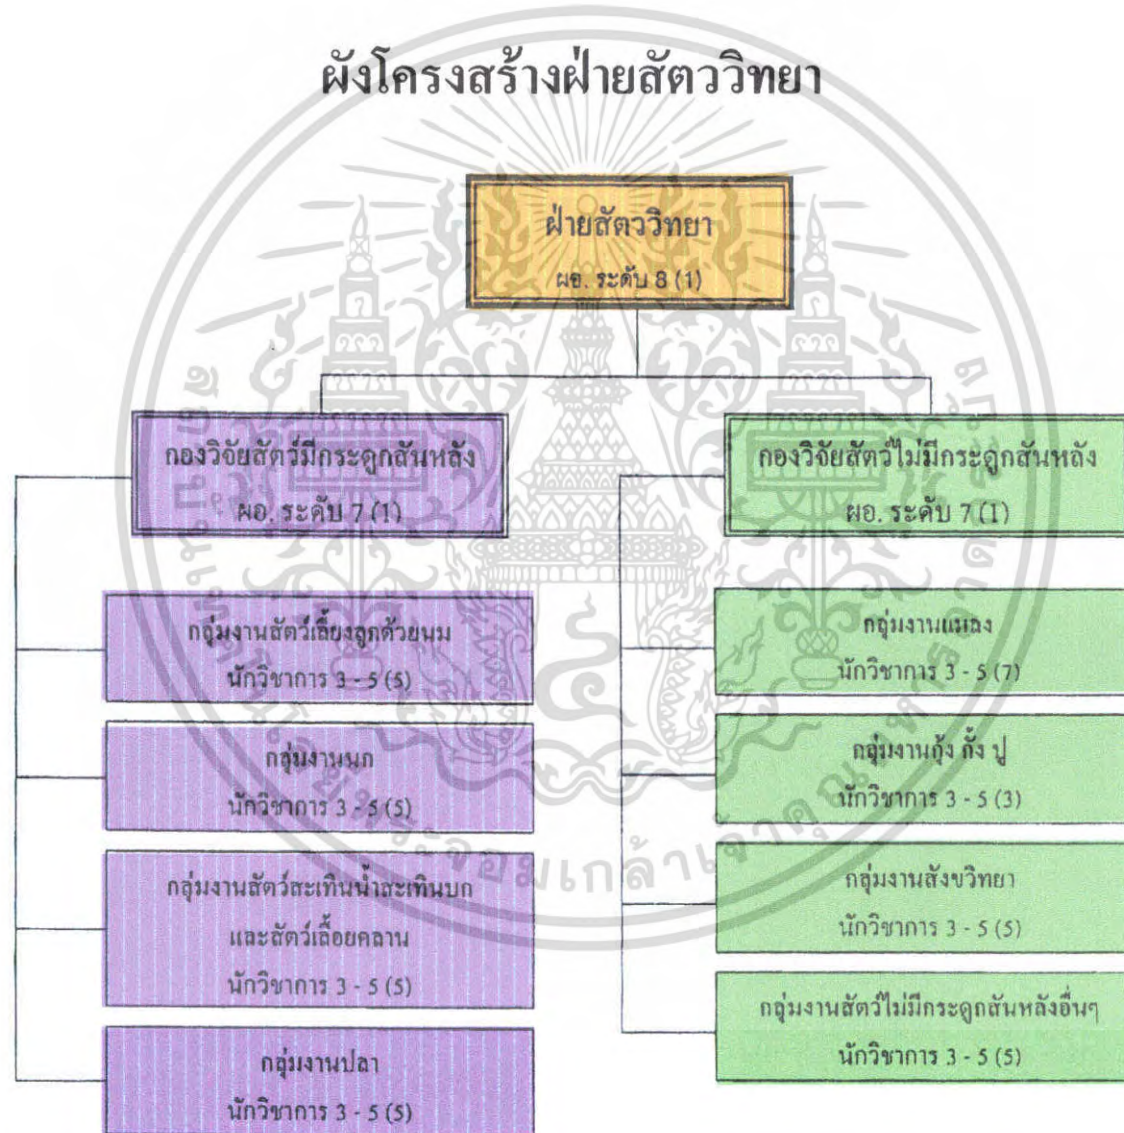 ผังโครงสร้างฝ่ายสัตววิทยา
ฝ่ายสัตววิทยา
ผอ. ระดับ 8 (1)
กองวิจัยสัตว์มีกระดูกสันหลัง
ผอ. ระดับ 7 (1)
กลุ่มงานสัตว์เลี้ยงลูกด้วยนม
นักวิชาการ 3 - 5 (5)
กลุ่มงานนก
นักวิชาการ 3 - 5 (5)
กลุ่มงานสัตว์สะเทินน้ำสะเทินบก
และสัตว์เลื้อยคลาน
นักวิชาการ 3 - 5 (5)
กลุ่มงานปลา
นักวิชาการ 3 - 5 (5)
กองวิจัยสัตว์ไม่มีกระดูกสันหลัง
ผอ. ระดับ 7 (1)
กลุ่มงานแมลง
นักวิชาการ 3 - 5 (7)
กลุ่มงานกุ้ง กั้ง ปู
นักวิชาการ 3 - 5 (3)
กลุ่มงานสังขวิทยา
นักวิชาการ 3 - 5 (5)
กลุ่มงานสัตว์ไม่มีกระดูกสันหลังอื่นๆ
นักวิชาการ 3 - 5 (5)
พระจอมเกล้าเจ้าคุณ